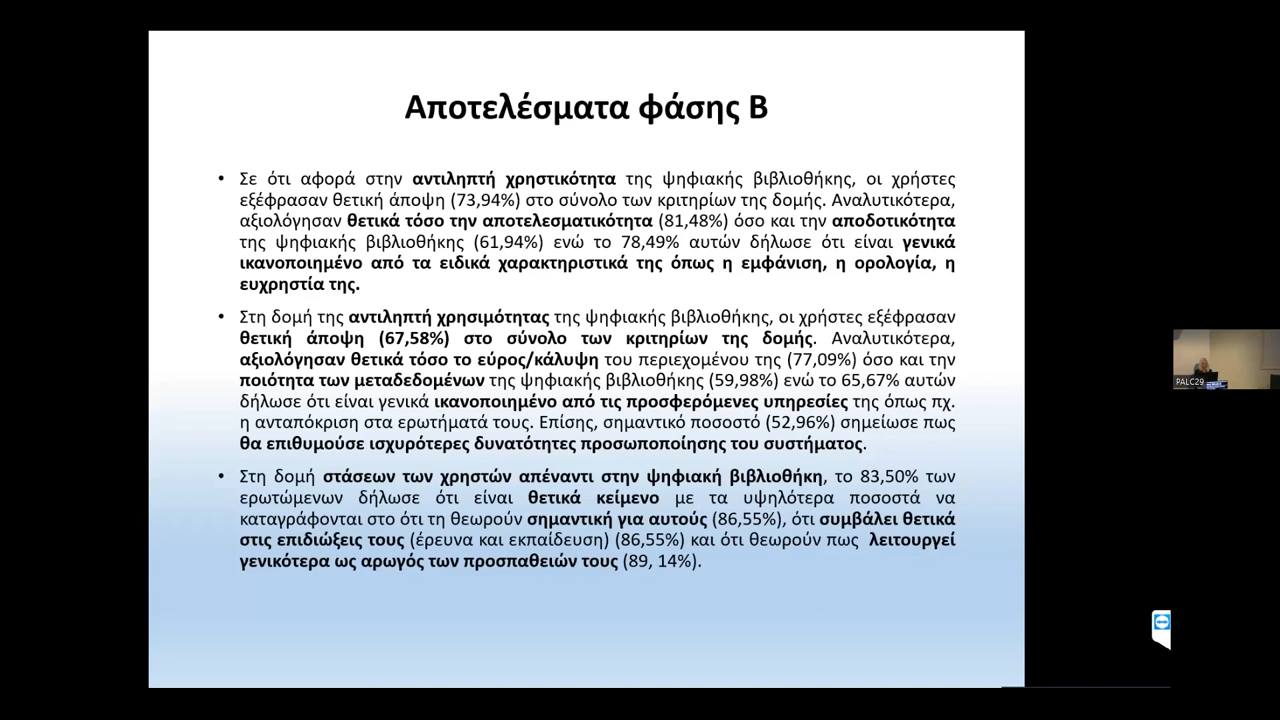 Αποτελέσματα φάσης Β
• Σε ότι αφορά στην αντιληπτή χρηστικότητα της ψηφιακής βιβλιοθήκης, οι χρήστες
εξέφρασαν θετική άποψη (73,94%) στο σύνολο των κριτηρίων της δομής. Αναλυτικότερα,
αξιολόγησαν θετικά τόσο την αποτελεσματικότητα (81,48%) όσο και την αποδοτικότητα
της ψηφιακής βιβλιοθήκης (61,94%) ενώ το 78,49% αυτών δήλωσε ότι είναι γενικά
ικανοποιημένο από τα ειδικά χαρακτηριστικά της όπως η εμφάνιση, η ορολογία, η
ευχρηστία της.
• Στη δομή της αντιληπτή χρησιμότητας της ψηφιακής βιβλιοθήκης, οι χρήστες εξέφρασαν
θετική άποψη (67,58%) στο σύνολο των κριτηρίων της δομής. Αναλυτικότερα,
αξιολόγησαν θετικά τόσο το εύρος/κάλυψη του περιεχομένου της (77,09%) όσο και την
ποιότητα των μεταδεδομένων της ψηφιακής βιβλιοθήκης (59,98%) ενώ το 65,67% αυτών
δήλωσε ότι είναι γενικά ικανοποιημένο από τις προσφερόμενες υπηρεσίες της όπως πχ.
η ανταπόκριση στα ερωτήματά τους. Επίσης, σημαντικό ποσοστό (52,96%) σημείωσε πως
θα επιθυμούσε ισχυρότερες δυνατότητες προσωποποίησης του συστήματος.
• Στη δομή στάσεων των χρηστών απέναντι στην ψηφιακή βιβλιοθήκη, το 83,50% των
ερωτώμενων δήλωσε ότι είναι θετικά κείμενο με τα υψηλότερα ποσοστά να
καταγράφονται στο ότι τη θεωρούν σημαντική για αυτούς (86,55%), ότι συμβάλει θετικά
στις επιδιώξεις τους (έρευνα και εκπαίδευση) (86,55%) και ότι θεωρούν πως λειτουργεί
γενικότερα ως αρωγός των προσπαθειών τους (89, 14%).
PALC29